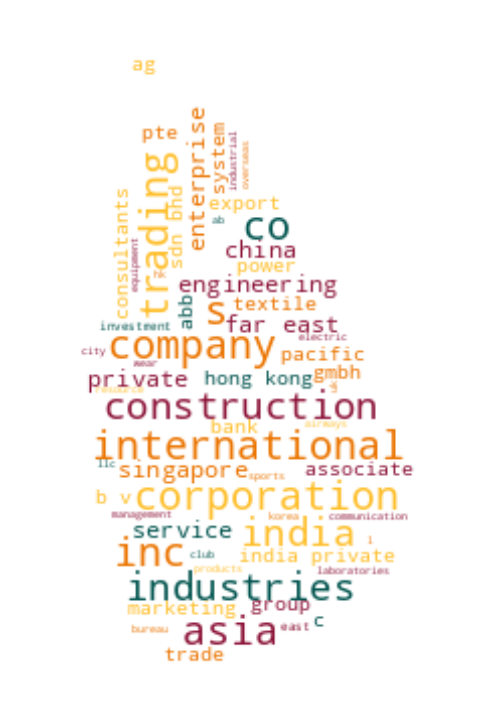 ag
pte
enterprise
system
industrial
overseas
trading
consultants
sdn bhd
export
ab
co
equipment
hk
china
power
engineering
abb
s
textile
investment
far east
electric
city
company
pacific
wear
private
hong kong
gmbh
resource
construction
bank
airways
international
llc
singapore
sports
associate
b v
corporation
management
korea
communication
service
india
l
inc
club
india private
products
laboratories
industries
marketing
group
bureau
asia
east
c
trade